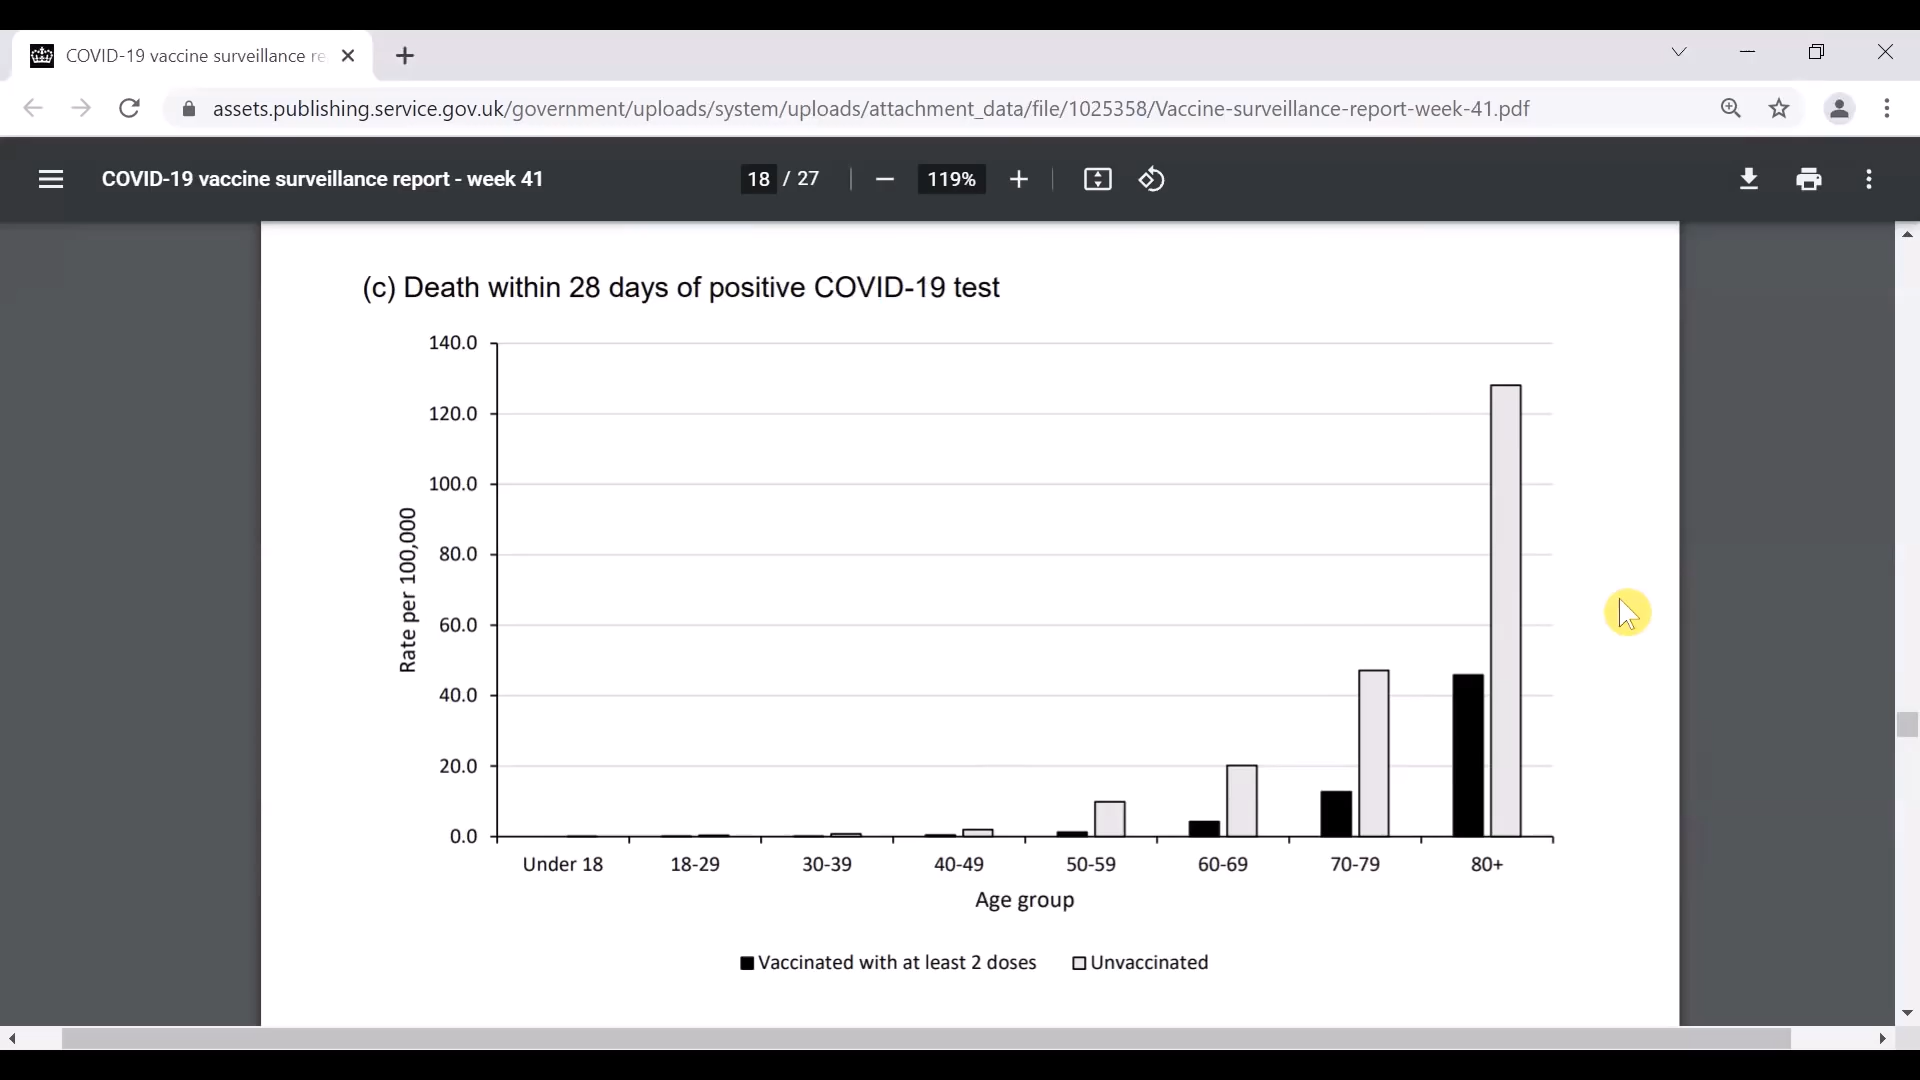 COVID-19 vaccine surveillance re
assets.publishing.service.gov.uk/government/uploads/system/uploads/attachment_data/file/1025358/Vaccine-surveillance-report-week-41.pdf
COVID-19 vaccine surveillance report - week 41
18 / 27
119%
(c) Death within 28 days of positive COVID-19 test
140.0
120.0
100.0
80.0
60.0
40.0
20.0
0.0
Rate per 100,000
Under 18 18-29 30-39 40-49 50-59 60-69 70-79 80+
Age group
Vaccinated with at least 2 doses Unvaccinated